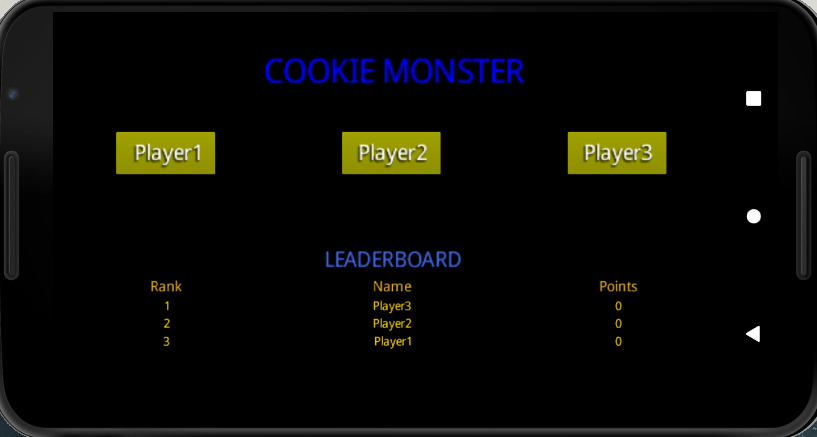 COOKIE MONSTER
Player1 Player2 Player3
LEADERBOARD
Rank Name Points
1 Player3 0
2 Player2 0
3 Player1 0